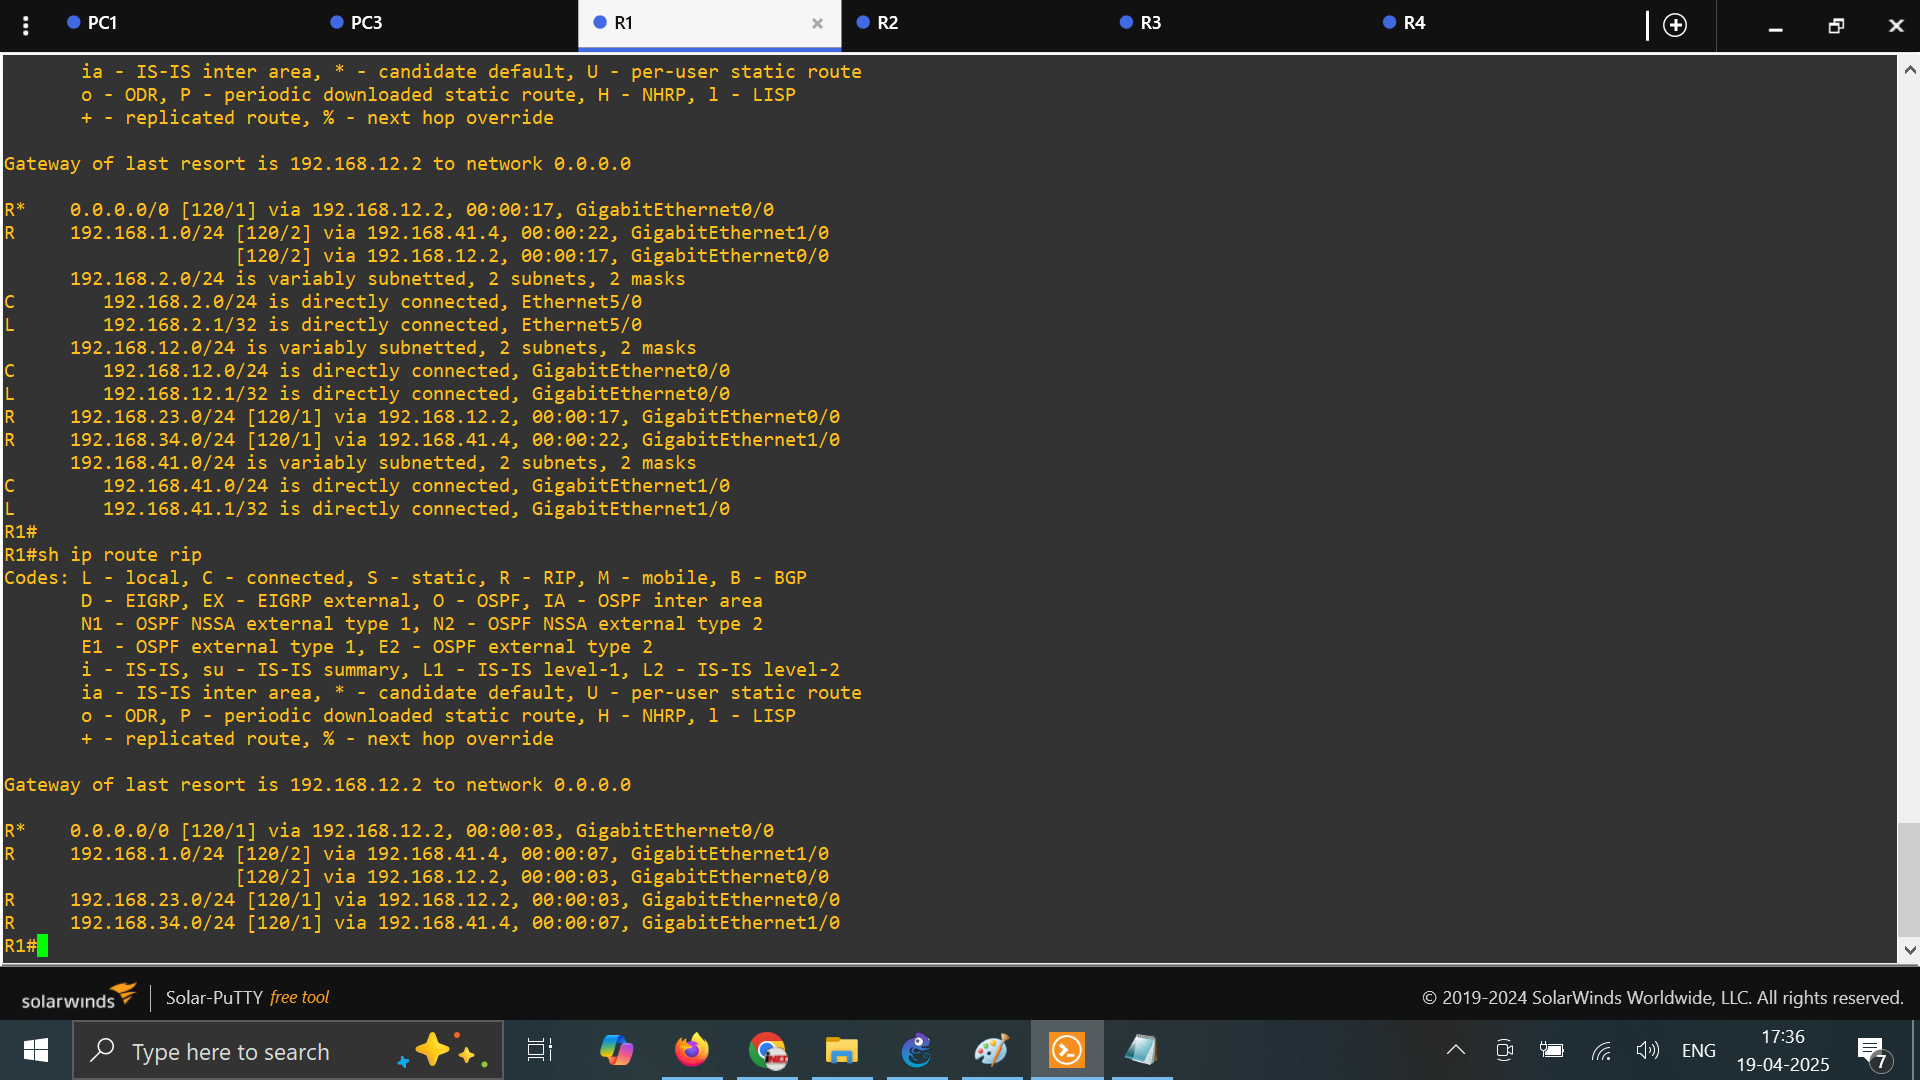 PC1
PC3
R1
R2
R3
R4
ia - IS-IS inter area, * - candidate default, U - per-user static route
o - ODR, P - periodic downloaded static route, H - NHRP, l - LISP
+ - replicated route, % - next hop override
Gateway of last resort is 192.168.12.2 to network 0.0.0.0
R*    0.0.0.0/0 [120/1] via 192.168.12.2, 00:00:17, GigabitEthernet0/0
R     192.168.1.0/24 [120/2] via 192.168.41.4, 00:00:22, GigabitEthernet1/0
[120/2] via 192.168.12.2, 00:00:17, GigabitEthernet0/0
192.168.2.0/24 is variably subnetted, 2 subnets, 2 masks
C        192.168.2.0/24 is directly connected, Ethernet5/0
L        192.168.2.1/32 is directly connected, Ethernet5/0
192.168.12.0/24 is variably subnetted, 2 subnets, 2 masks
C        192.168.12.0/24 is directly connected, GigabitEthernet0/0
L        192.168.12.1/32 is directly connected, GigabitEthernet0/0
R     192.168.23.0/24 [120/1] via 192.168.12.2, 00:00:17, GigabitEthernet0/0
R     192.168.34.0/24 [120/1] via 192.168.41.4, 00:00:22, GigabitEthernet1/0
192.168.41.0/24 is variably subnetted, 2 subnets, 2 masks
C        192.168.41.0/24 is directly connected, GigabitEthernet1/0
L        192.168.41.1/32 is directly connected, GigabitEthernet1/0
R1#
R1#sh ip route rip
Codes: L - local, C - connected, S - static, R - RIP, M - mobile, B - BGP
D - EIGRP, EX - EIGRP external, O - OSPF, IA - OSPF inter area
N1 - OSPF NSSA external type 1, N2 - OSPF NSSA external type 2
E1 - OSPF external type 1, E2 - OSPF external type 2
i - IS-IS, su - IS-IS summary, L1 - IS-IS level-1, L2 - IS-IS level-2
ia - IS-IS inter area, * - candidate default, U - per-user static route
o - ODR, P - periodic downloaded static route, H - NHRP, l - LISP
+ - replicated route, % - next hop override
Gateway of last resort is 192.168.12.2 to network 0.0.0.0
R*    0.0.0.0/0 [120/1] via 192.168.12.2, 00:00:03, GigabitEthernet0/0
R     192.168.1.0/24 [120/2] via 192.168.41.4, 00:00:07, GigabitEthernet1/0
[120/2] via 192.168.12.2, 00:00:03, GigabitEthernet0/0
R     192.168.23.0/24 [120/1] via 192.168.12.2, 00:00:03, GigabitEthernet0/0
R     192.168.34.0/24 [120/1] via 192.168.41.4, 00:00:07, GigabitEthernet1/0
R1#
solarwinds
Solar-PuTTY free tool
© 2019-2024 SolarWinds Worldwide, LLC. All rights reserved.
Type here to search
ENG
17:36
19-04-2025
7